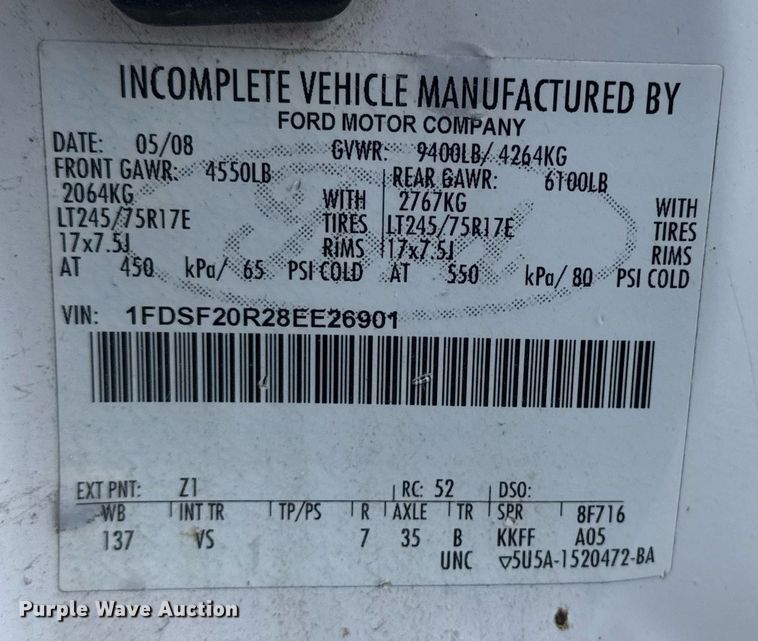 INCOMPLETE VEHICLE MANUFACTURED BY
FORD MOTOR COMPANY
DATE: 05/08 GVWR: 9400LB/ 4264KG
FRONT GAWR: 4550LB REAR GAWR: 6100LB
2064KG WITH 2767KG WITH
LT245/75R17E TIRES LT245/75R17E TIRES
17x7.5J RIMS 17x7.5J RIMS
AT 450 kPa/ 65 PSI COLD AT 550 kPa/ 80 PSI COLD
VIN: 1FDSF20R28EE26901
EXT PNT: Z1 RC: 52 DSO:
WB INT TR TP/PS R AXLE TR SPR 8F716
137 VS 7 35 B KKFF A05
UNC ▽5U5A-1520472-BA
Purple Wave Auction